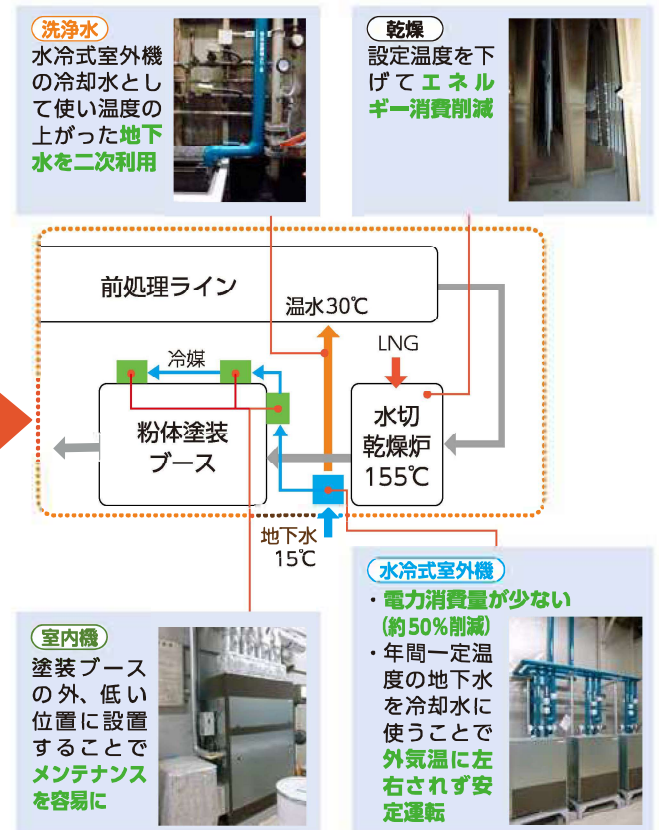 洗浄水
水冷式室外機
の冷却水とし
て使い温度の
上がった地下
水を二次利用
乾燥
設定温度を下
げてエネル
ギー消費削減
前処理ライン
温水30℃
冷媒
LNG
粉体塗装
ブース
水切
乾燥炉
155℃
地下水
15℃
室内機
塗装ブース
の外、低い
位置に設置
することで
メンテナンス
を容易に
水冷式室外機
・電力消費量が少ない
(約50%削減)
・年間一定温
度の地下水
を冷却水に
使うことで
外気温に左
右されず安
定運転